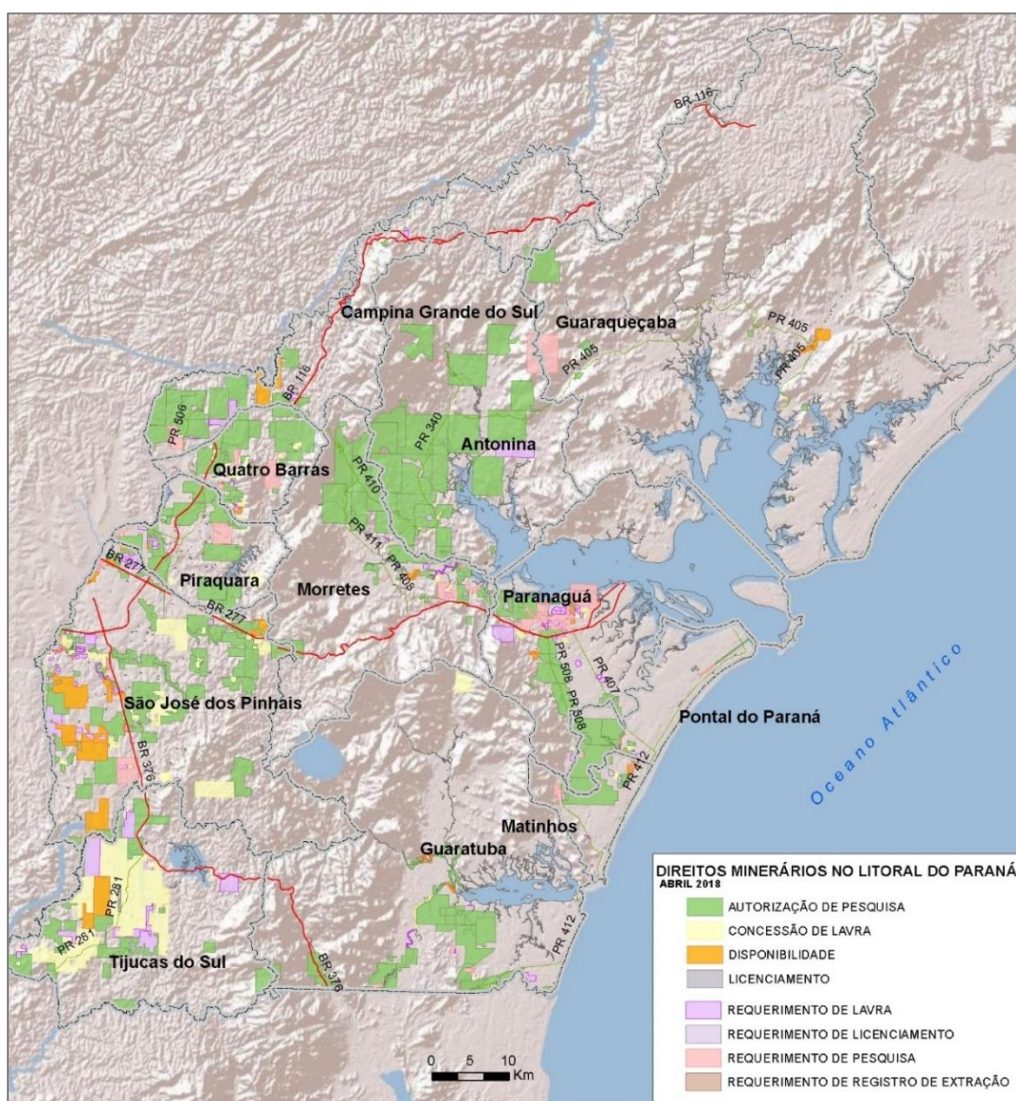 BR 116
Campina Grande do Sul
Guaraqueçaba
PR 405
PR 405
PR 405
BR 116
PR 506
PR 340
Antonina
Quatro Barras
PR 410
PR 411
BR 277
Piraquara
PR 408
Morretes
Paranaguá
BR 277
PR 508
PR 407
PR 508
São José dos Pinhais
Pontal do Paraná
Oceano Atlântico
BR 376
PR 412
Matinhos
Guaratuba
PR 281
PR 281
PR 412
Tijucas do Sul
BR 376
0 5 10
Km
DIREITOS MINERÁRIOS NO LITORAL DO PARANÁ
ABRIL 2018
AUTORIZAÇÃO DE PESQUISA
CONCESSÃO DE LAVRA
DISPONIBILIDADE
LICENCIAMENTO
REQUERIMENTO DE LAVRA
REQUERIMENTO DE LICENCIAMENTO
REQUERIMENTO DE PESQUISA
REQUERIMENTO DE REGISTRO DE EXTRAÇÃO